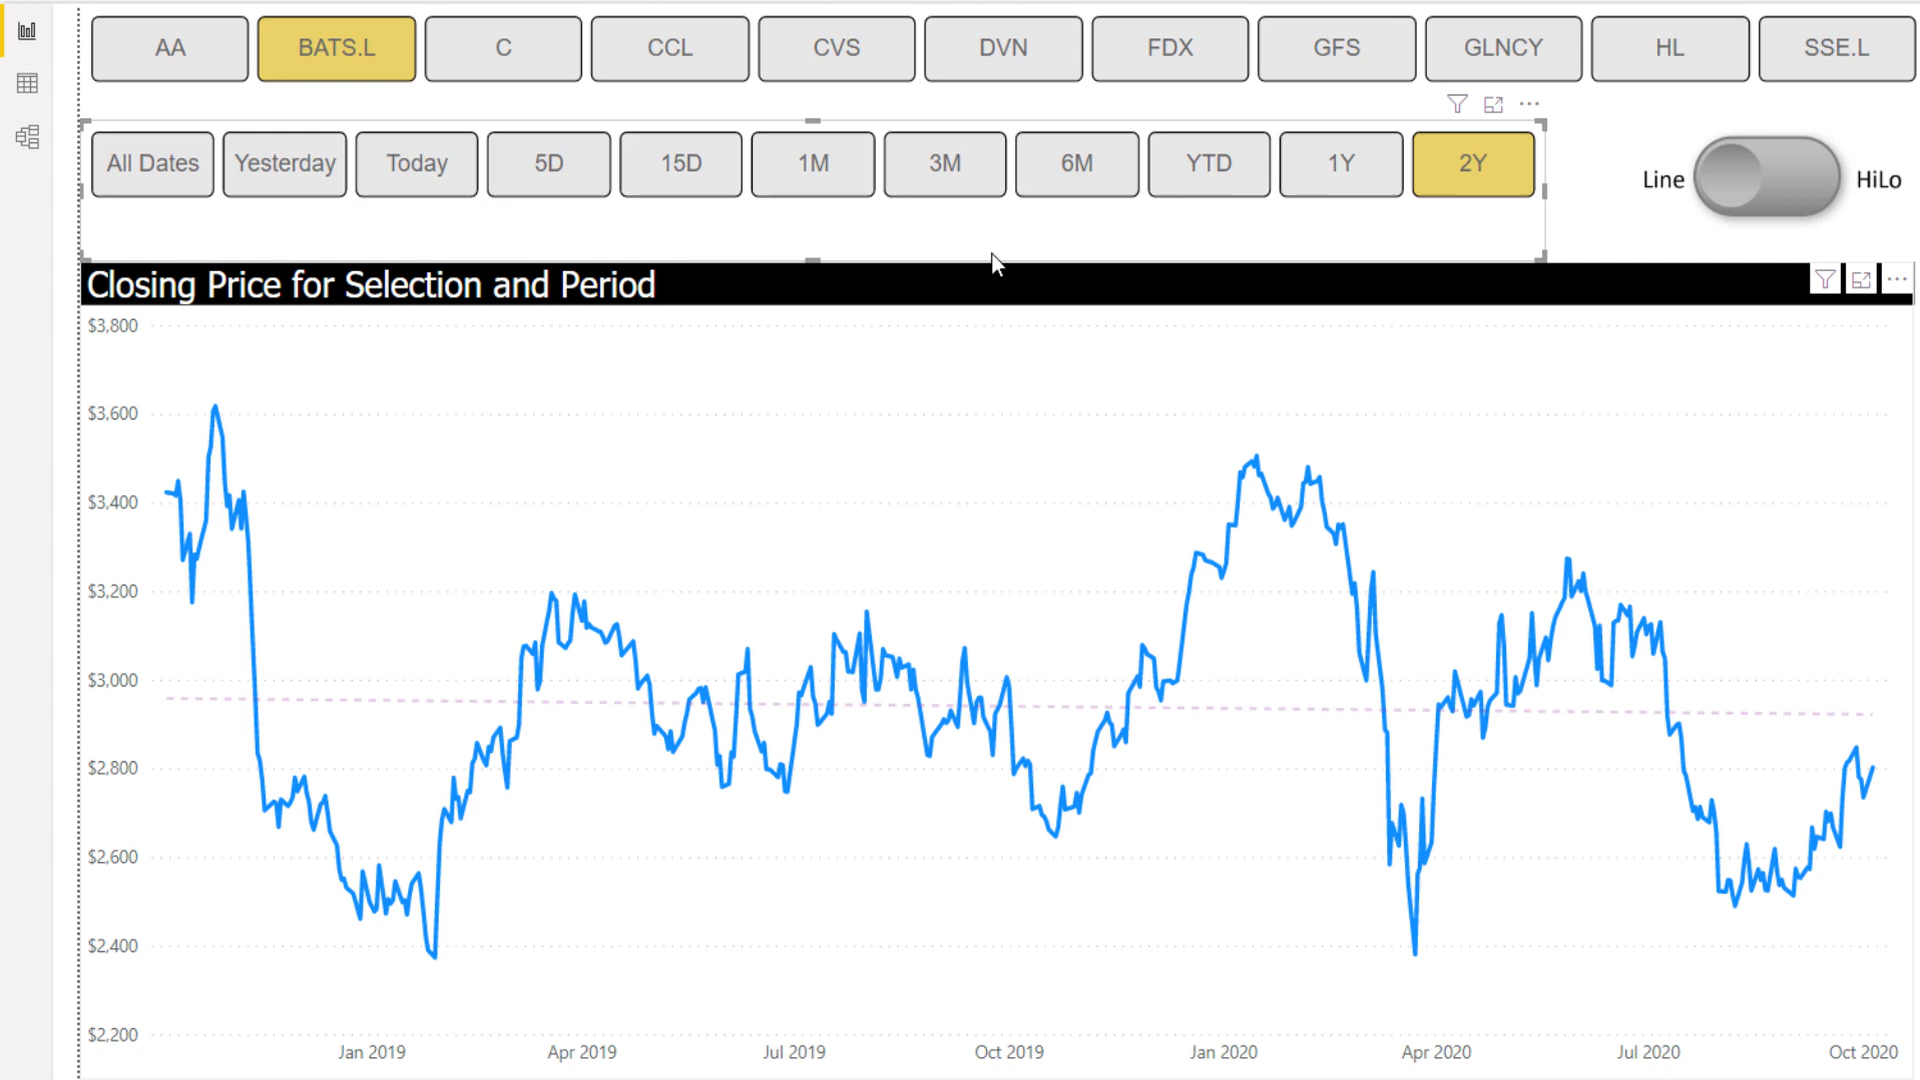 AA BATS.L C CCL CVS DVN FDX GFS GLNCY HL SSE.L
All Dates Yesterday Today 5D 15D 1M 3M 6M YTD 1Y 2Y
Line HiLo
Closing Price for Selection and Period
$3,800
$3,600
$3,400
$3,200
$3,000
$2,800
$2,600
$2,400
$2,200
Jan 2019 Apr 2019 Jul 2019 Oct 2019 Jan 2020 Apr 2020 Jul 2020 Oct 2020